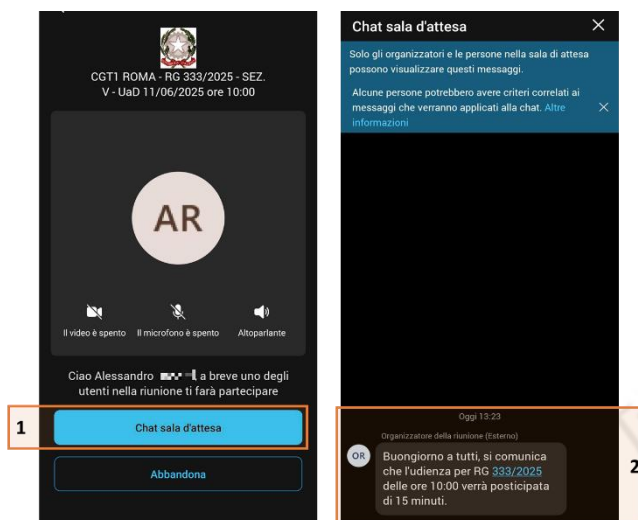 CGT1 ROMA - RG 333/2025 - SEZ.
V - UaD 11/06/2025 ore 10:00
AR
Il video è spento
Il microfono è spento
Altoparlante
Ciao Alessandro a breve uno degli
utenti nella riunione ti farà partecipare
1
Chat sala d'attesa
Abbandona
Chat sala d'attesa
Solo gli organizzatori e le persone nella sala di attesa
possono visualizzare questi messaggi.
Alcune persone potrebbero avere criteri correlati ai
messaggi che verranno applicati alla chat. Altre
informazioni
Oggi 13:23
Organizzatore della riunione (Esterno)
OR
Buongiorno a tutti, si comunica
che l'udienza per RG 333/2025
delle ore 10:00 verrà posticipata
di 15 minuti.
2